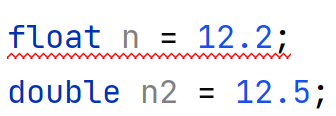 float n = 12.2;
double n2 = 12.5;